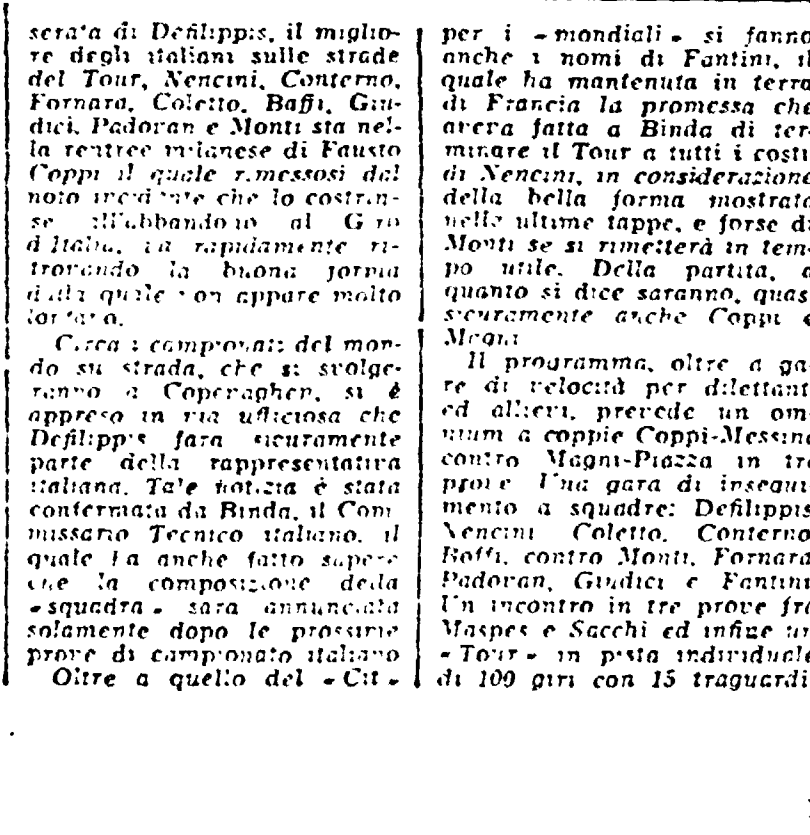 serata di Defilippis, il miglio-
re degli italiani sulle strade
del Tour, Nencini, Conterno,
Fornara, Coletto, Baffi, Giu-
dici, Padovan e Monti sta nel-
la rentree milanese di Fausto
Coppi il quale rimessosi dal
noto incidente che lo costrin-
se all'abbandono al Giro
d'Italia, va rapidamente ri-
trovando la buona forma
dalla quale non appare molto
lontano.
Circa i campionati del mon-
do su strada, che si svolge-
ranno a Copenaghen, si è
appreso in via ufficiosa che
Defilippis farà sicuramente
parte della rappresentativa
italiana. Tale notizia è stata
confermata da Binda, il Com
missario Tecnico italiano, il
quale ha anche fatto sapere
che la composizione della
«squadra» sarà annunciata
solamente dopo le prossime
prove di campionato italiano
Oltre a quello del «Cit»
per i «mondiali» si fanno
anche i nomi di Fantini, il
quale ha mantenuta in terra
di Francia la promessa che
aveva fatta a Binda di ter-
minare il Tour a tutti i costi
di Nencini, in considerazione
della bella forma mostrata
nelle ultime tappe, e forse di
Monti se si rimetterà in tem-
po utile. Della partita, a
quanto si dice saranno, quasi
sicuramente anche Coppi e
Magni
Il programma, oltre a ga-
re di velocità per dilettanti
ed allievi, prevede un om-
nium a coppie Coppi-Messina
contro Magni-Piazza in tre
prove Una gara di insegui-
mento a squadre: Defilippis
Nencini Coletto, Conterno
Boffi, contro Monti, Fornara
Padovan, Giudici e Fantini
Un incontro in tre prove fra
Maspes e Sacchi ed infine un
«Tour» in pista individuale
di 100 giri con 15 traguardi